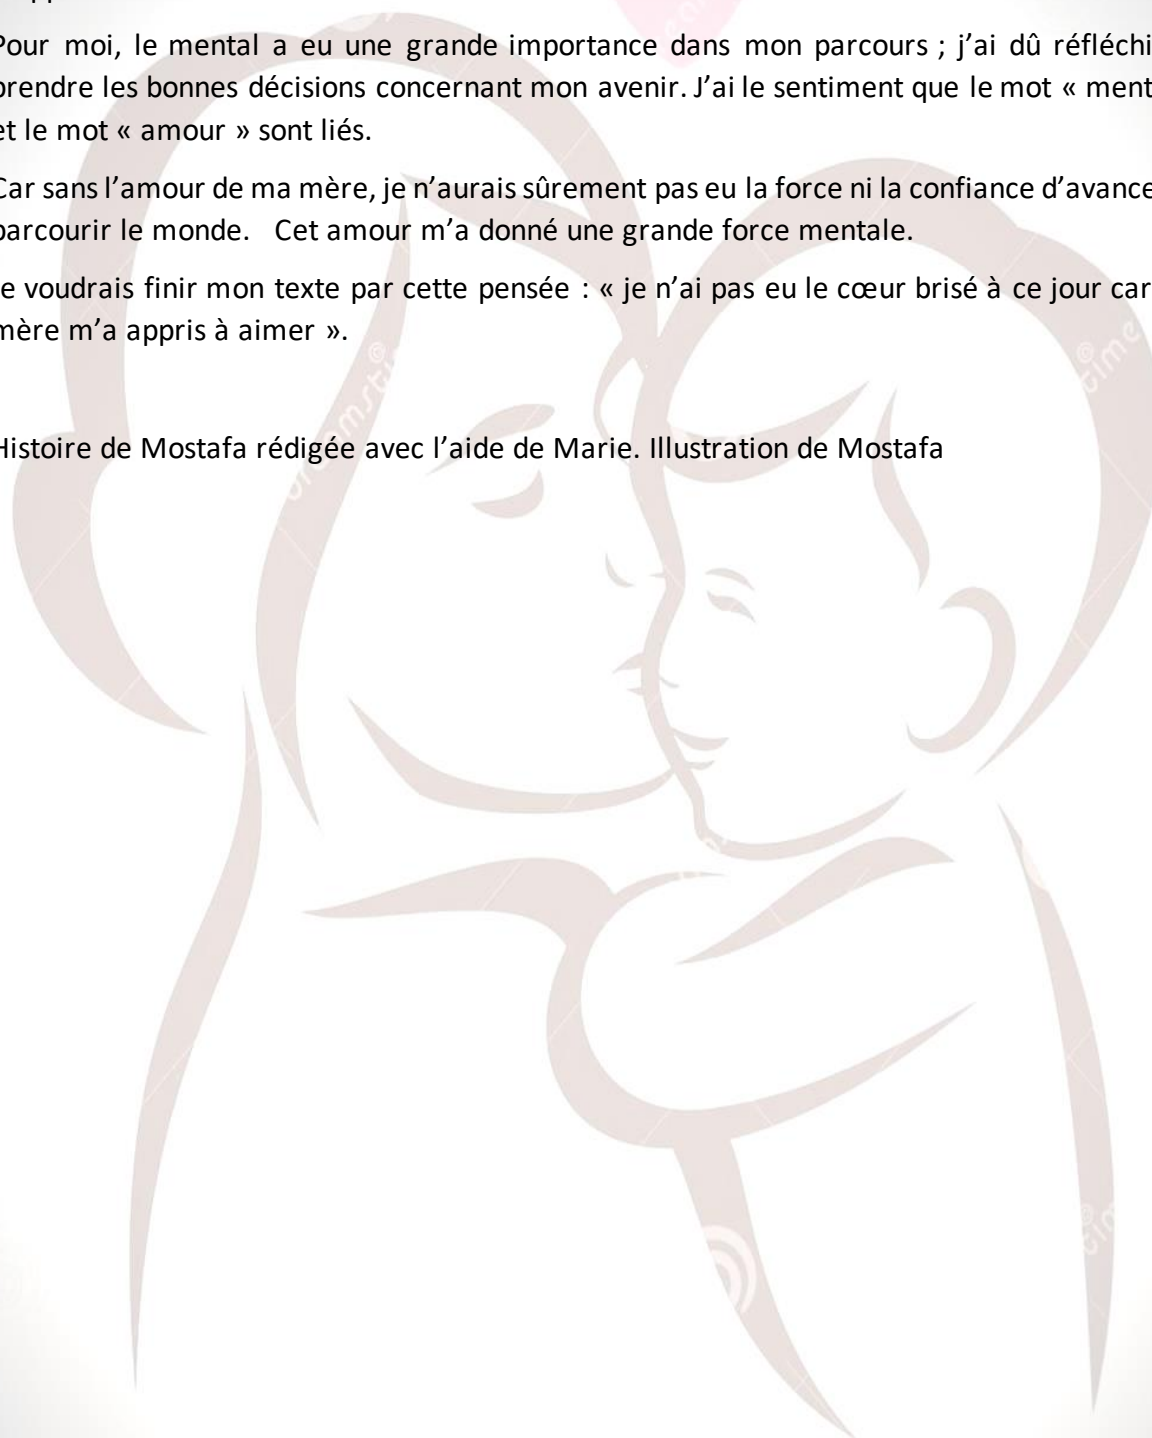 Pour moi, le mental a eu une grande importance dans mon parcours ; j’ai dû réfléchi
prendre les bonnes décisions concernant mon avenir. J’ai le sentiment que le mot « ment
et le mot « amour » sont liés.
Car sans l’amour de ma mère, je n’aurais sûrement pas eu la force ni la confiance d’avance
parcourir le monde. Cet amour m’a donné une grande force mentale.
e voudrais finir mon texte par cette pensée : « je n’ai pas eu le cœur brisé à ce jour car
mère m’a appris à aimer ».
Histoire de Mostafa rédigée avec l’aide de Marie. Illustration de Mostafa